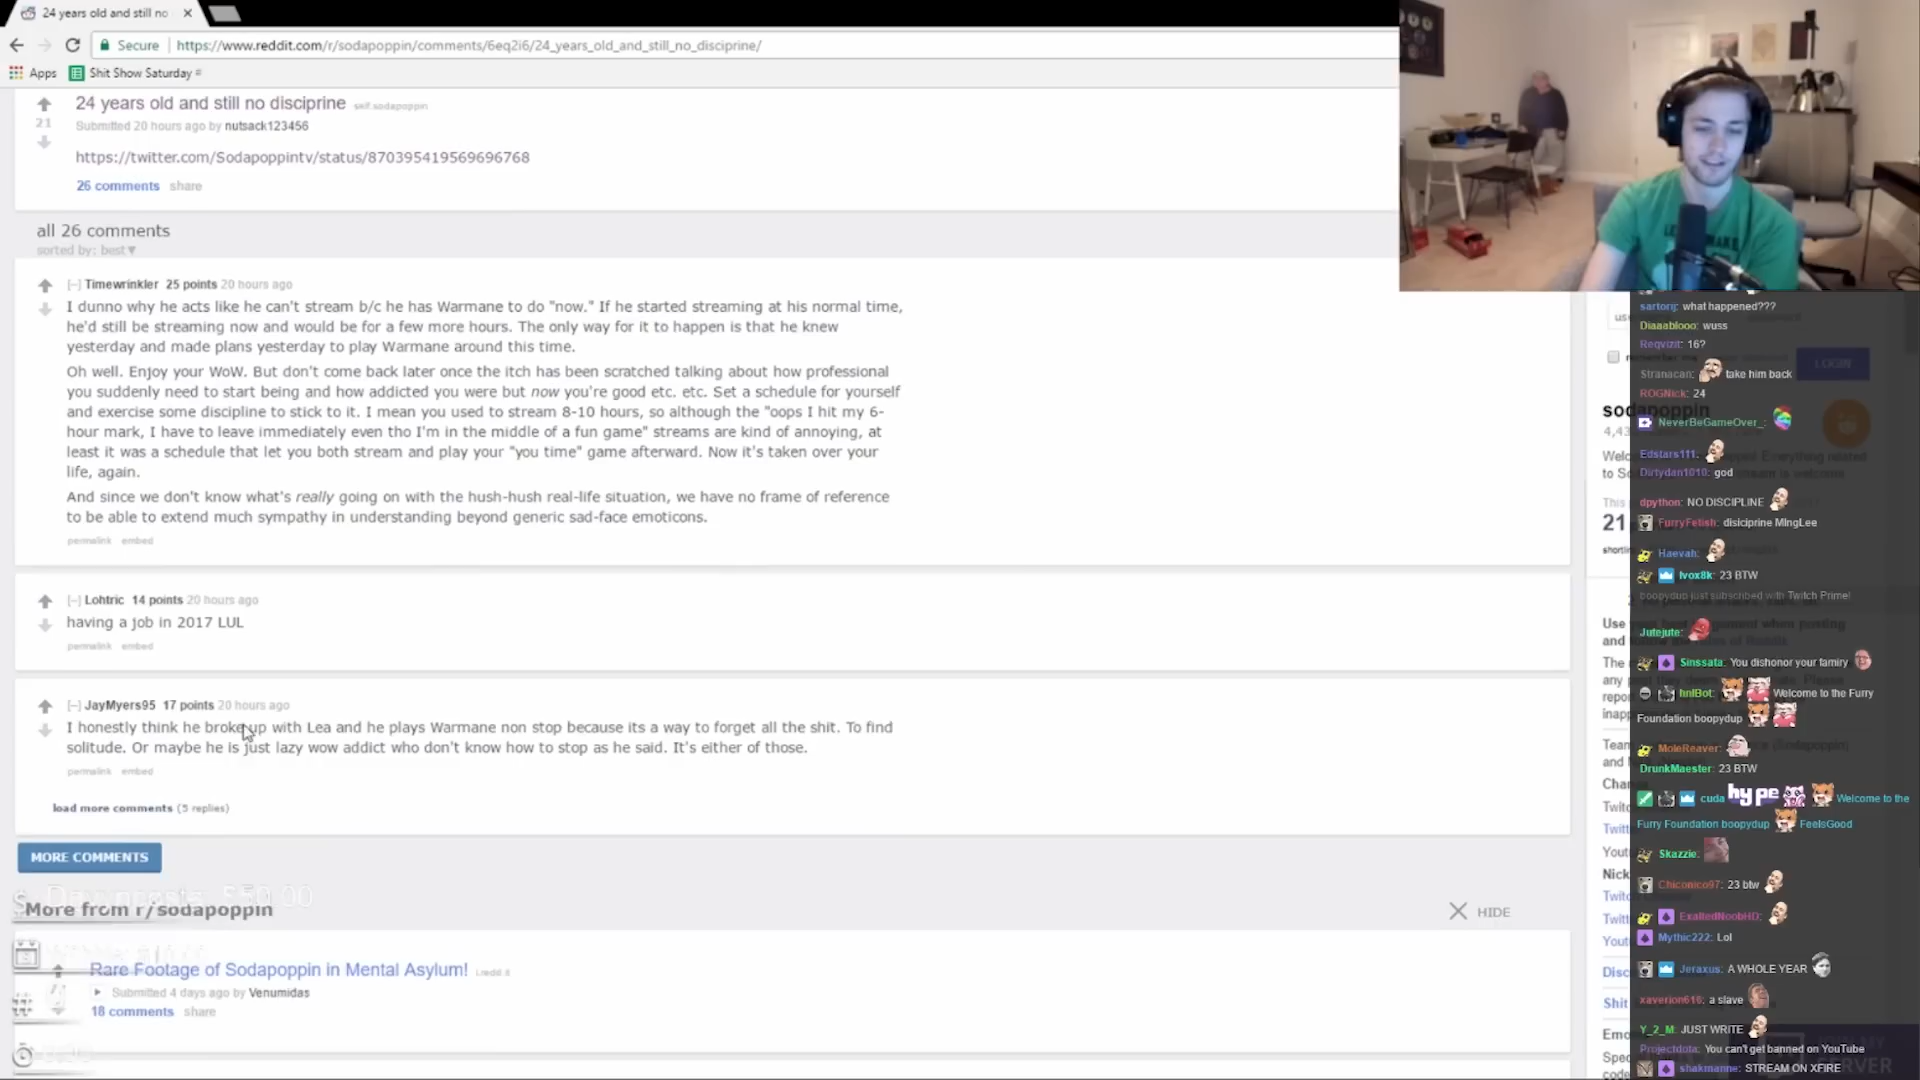 24 years old and still no
Secure
https://www.reddit.com/r/sodapoppin/comments/6eq2i6/24_years_old_and_still_no_disciprine/
Apps
Shit Show Saturday
24 years old and still no disciprine self.sodapoppin
21
Submitted 20 hours ago by nutsack123456
https://twitter.com/Sodapoppintv/status/870395419569696768
26 comments share
all 26 comments
sorted by: best▼
[–] Timewrinkler 25 points 20 hours ago
I dunno why he acts like he can't stream b/c he has Warmane to do "now." If he started streaming at his normal time,
he'd still be streaming now and would be for a few more hours. The only way for it to happen is that he knew
yesterday and made plans yesterday to play Warmane around this time.
Oh well. Enjoy your WoW. But don't come back later once the itch has been scratched talking about how professional
you suddenly need to start being and how addicted you were but now you're good etc. etc. Set a schedule for yourself
and exercise some discipline to stick to it. I mean you used to stream 8-10 hours, so although the "oops I hit my 6-
hour mark, I have to leave immediately even tho I'm in the middle of a fun game" streams are kind of annoying, at
least it was a schedule that let you both stream and play your "you time" game afterward. Now it's taken over your
life, again.
And since we don't know what's really going on with the hush-hush real-life situation, we have no frame of reference
to be able to extend much sympathy in understanding beyond generic sad-face emoticons.
permalink embed
[–] Lohtric 14 points 20 hours ago
having a job in 2017 LUL
permalink embed
[–] JayMyers95 17 points 20 hours ago
I honestly think he broke up with Lea and he plays Warmane non stop because its a way to forget all the shit. To find
solitude. Or maybe he is just lazy wow addict who don't know how to stop as he said. It's either of those.
permalink embed
load more comments (5 replies)
MORE COMMENTS
More from r/sodapoppin
HIDE
Rare Footage of Sodapoppin in Mental Asylum! i.redd.it
Submitted 4 days ago by Venumidas
18 comments share
sartorij: what happened???
Diaaablooo: wuss
Reqvizit: 16?
LOGIN
Stranacan: take him back
ROGNick: 24
sodapoppin
NeverBeGameOver_:
Edstars111:
Dirtydan1010: god
dpython: NO DISCIPLINE
21
FurryFetish: disiciprine MingLee
Haevah:
lvox8k: 23 BTW
boopydup just subscribed with Twitch Prime!
Jutejute:
Sinssata: You dishonor your famiry
hnlBot: Welcome to the Furry
Foundation boopydup
MoleReaver:
DrunkMaester: 23 BTW
cuda hype Welcome to the
Furry Foundation boopydup FeelsGood
Skazzie:
Chiconico97: 23 btw
ExaltedNoobHD:
Mythic222: Lol
Jeraxus: A WHOLE YEAR
xaverion616: a slave
Y_2_M: JUST WRITE
Projectdota: You can't get banned on YouTube
shakmanne: STREAM ON XFIRE